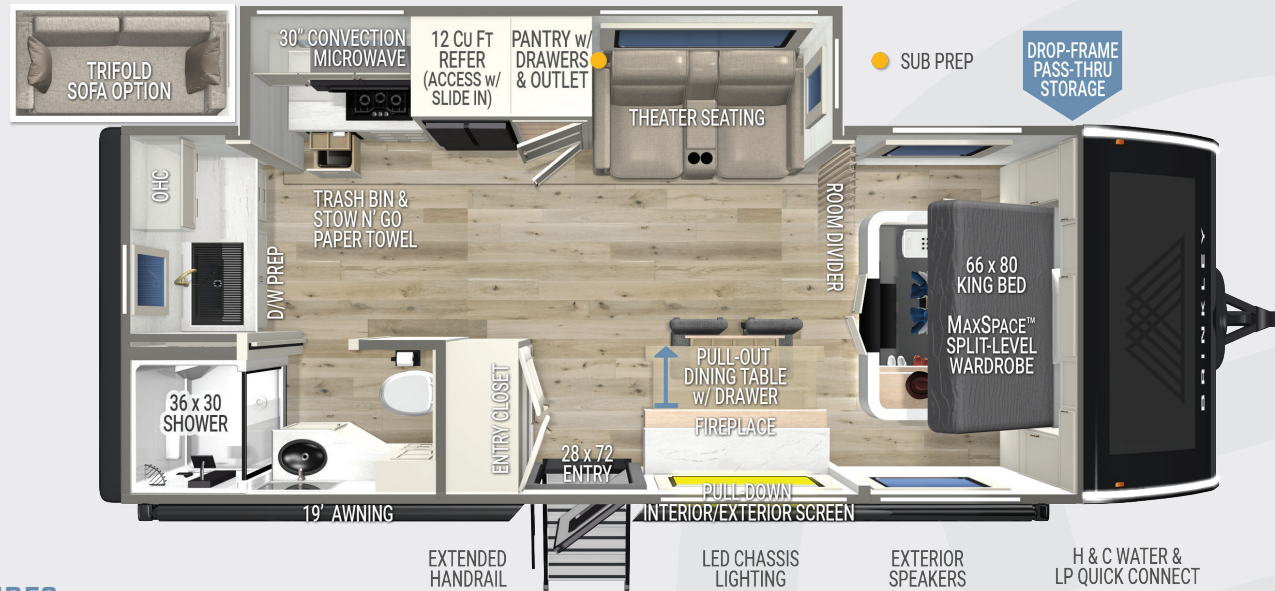 TRIFOLD
SOFA OPTION
30" CONVECTION
MICROWAVE
12 CU FT
REFER
(ACCESS w/
SLIDE IN)
PANTRY w/
DRAWERS
& OUTLET
THEATER SEATING
SUB PREP
DROP-FRAME
PASS-THRU
STORAGE
OHC
TRASH BIN &
STOW N' GO
PAPER TOWEL
D/W PREP
ROOM DIVIDER
66 x 80
KING BED
MAXSPACE™
SPLIT-LEVEL
WARDROBE
BRINKLEY
PULL-OUT
DINING TABLE
w/ DRAWER
FIREPLACE
36 x 30
SHOWER
ENTRY CLOSET
28 x 72
ENTRY
PULL-DOWN
INTERIOR/EXTERIOR SCREEN
19' AWNING
EXTENDED
HANDRAIL
LED CHASSIS
LIGHTING
EXTERIOR
SPEAKERS
H & C WATER &
LP QUICK CONNECT